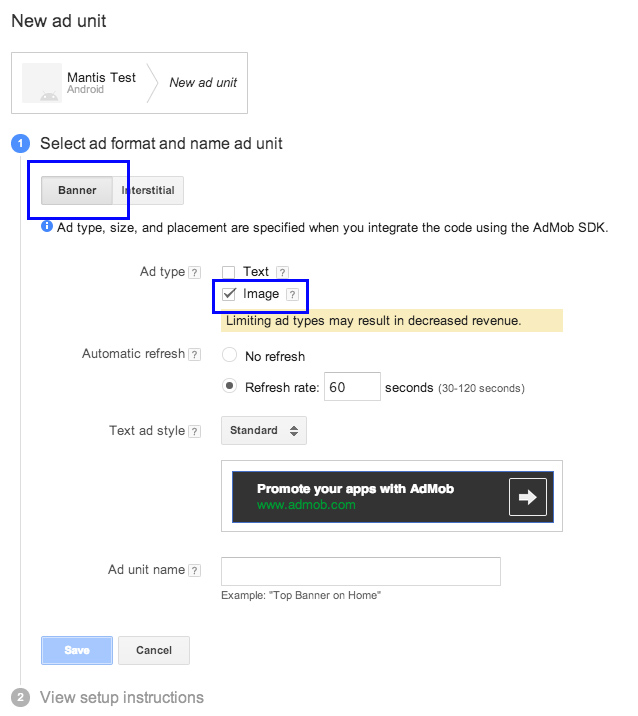 New ad unit
Mantis Test
Android
New ad unit
1 Select ad format and name ad unit
Banner Interstitial
Ad type, size, and placement are specified when you integrate the code using the AdMob SDK.
Ad type ? Text ?
Image ?
Limiting ad types may result in decreased revenue.
Automatic refresh ? No refresh
Refresh rate: 60 seconds (30-120 seconds)
Text ad style ? Standard
Promote your apps with AdMob
www.admob.com
Ad unit name ?
Example: "Top Banner on Home"
Save Cancel
2 View setup instructions